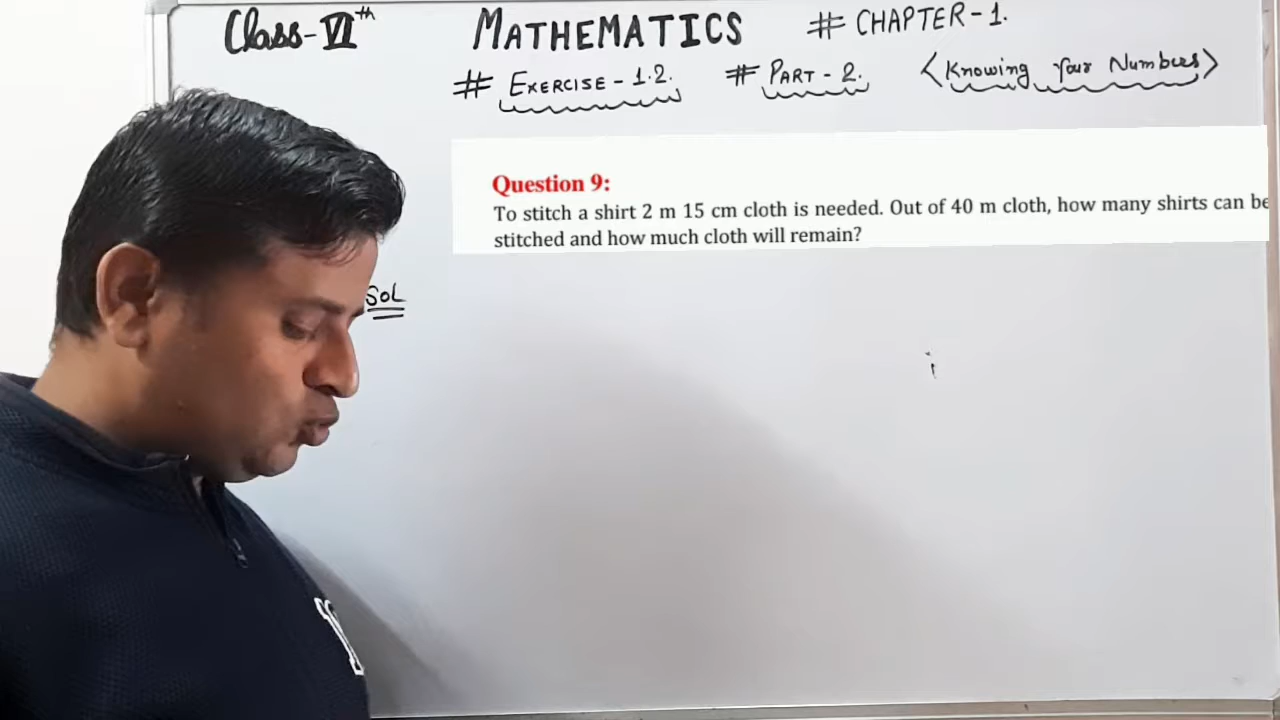 Class-VIth MATHEMATICS # CHAPTER-1.
# EXERCISE-1.2. # PART-2. <Knowing Your Numbers>
Question 9:
To stitch a shirt 2 m 15 cm cloth is needed. Out of 40 m cloth, how many shirts can be
stitched and how much cloth will remain?
SOL